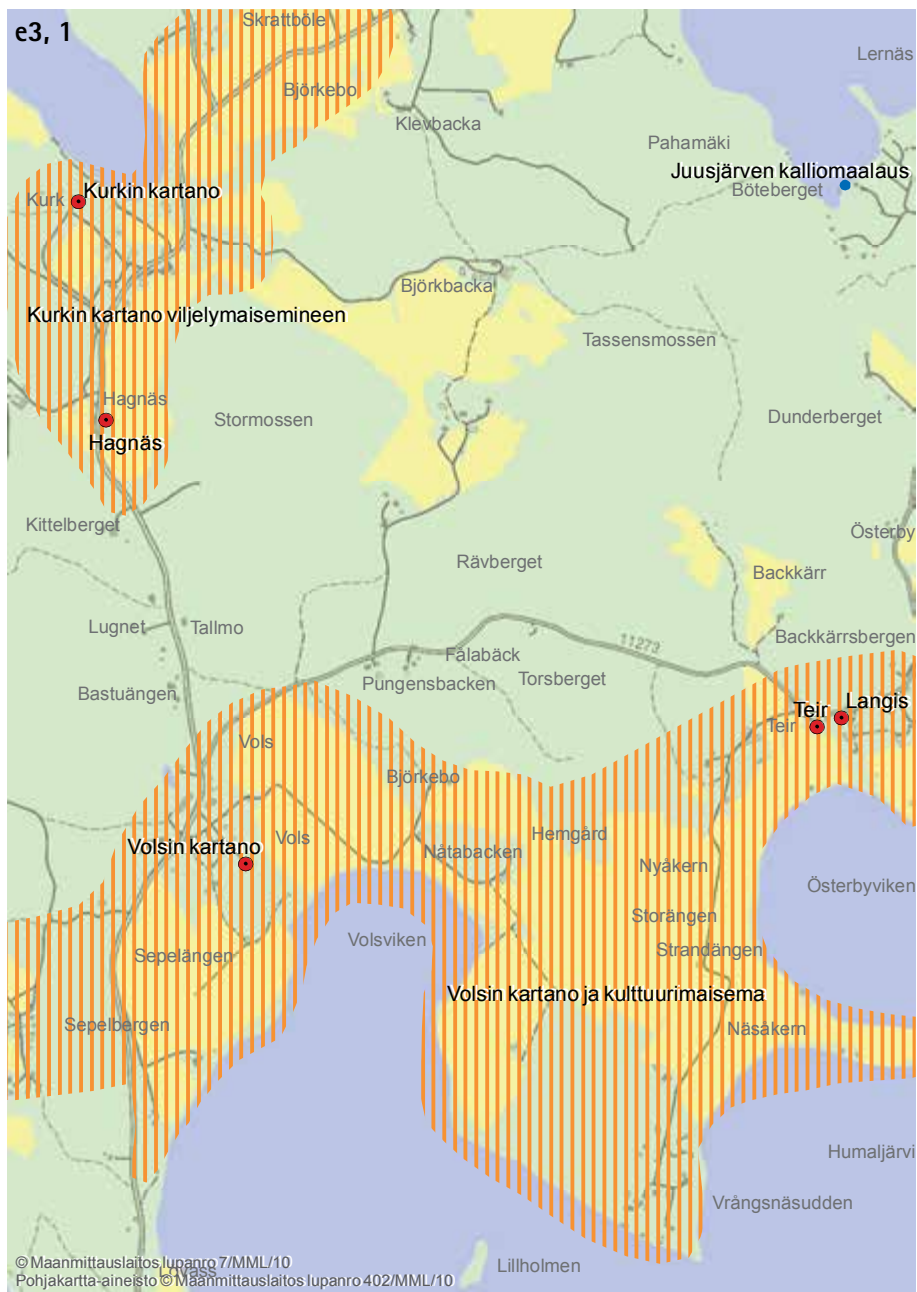 e3, 1
Skrattböle
Lernäs
Björkebo
Klevbacka
Pahamäki
Juusjärven kalliomaalaus
Böteberget
Kurkin kartano
Kurk
Björkbacka
Kurkin kartano viljelymaisemineen
Tassensmossen
Hagnäs
Stormossen
Dunderberget
Hagnäs
Kittelberget
Österby
Rävberget
Backkärr
Lugnet
Tallmo
Backkärrsbergen
11273
Fålabäck
Bastuängen
Pungensbacken
Torsberget
Langis
Teir
Teir
Vols
Björkebo
Vols
Hemgård
Volsin kartano
Nåtabacken
Nyåkern
Österbyviken
Storängen
Volsviken
Strandängen
Sepelängen
Volsin kartano ja kulttuurimaisema
Sepelbergen
Näsåkern
Humaljärvi
Vrångsnäsudden
Lillholmen
© Maanmittauslaitos lupanro 7/MML/10
Lövass
Pohjakartta-aineisto © Maanmittauslaitos lupanro 402/MML/10